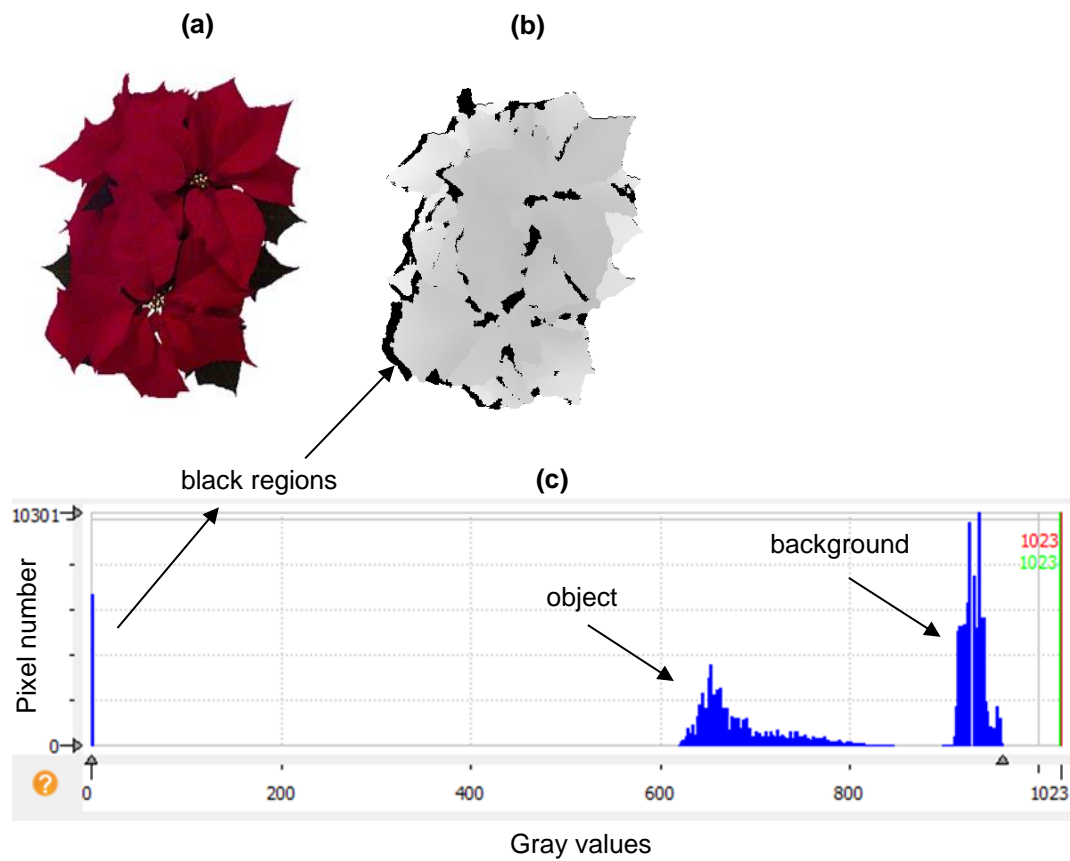 (a) (b)
black regions
(c)
10301
Pixel number
0
object
background
1023
1023
?
0 200 400 600 800 1023
Gray values